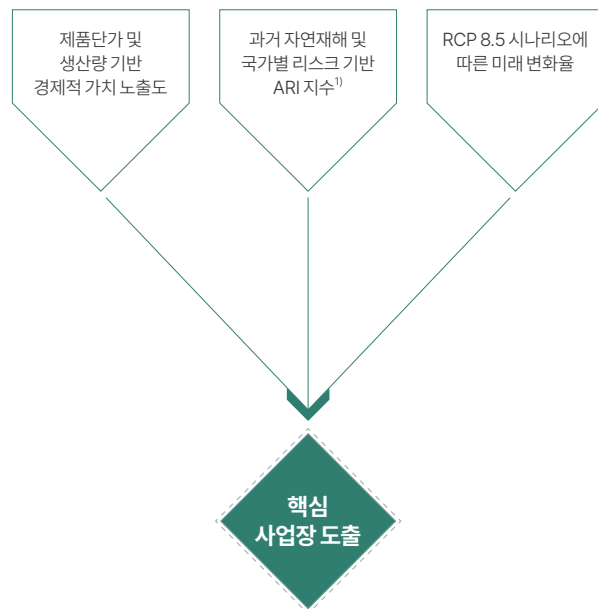 제품단가 및
생산량 기반
경제적 가치 노출도
과거 자연재해 및
국가별 리스크 기반
ARI 지수1)
RCP 8.5 시나리오에
따른 미래 변화율
핵심
사업장 도출